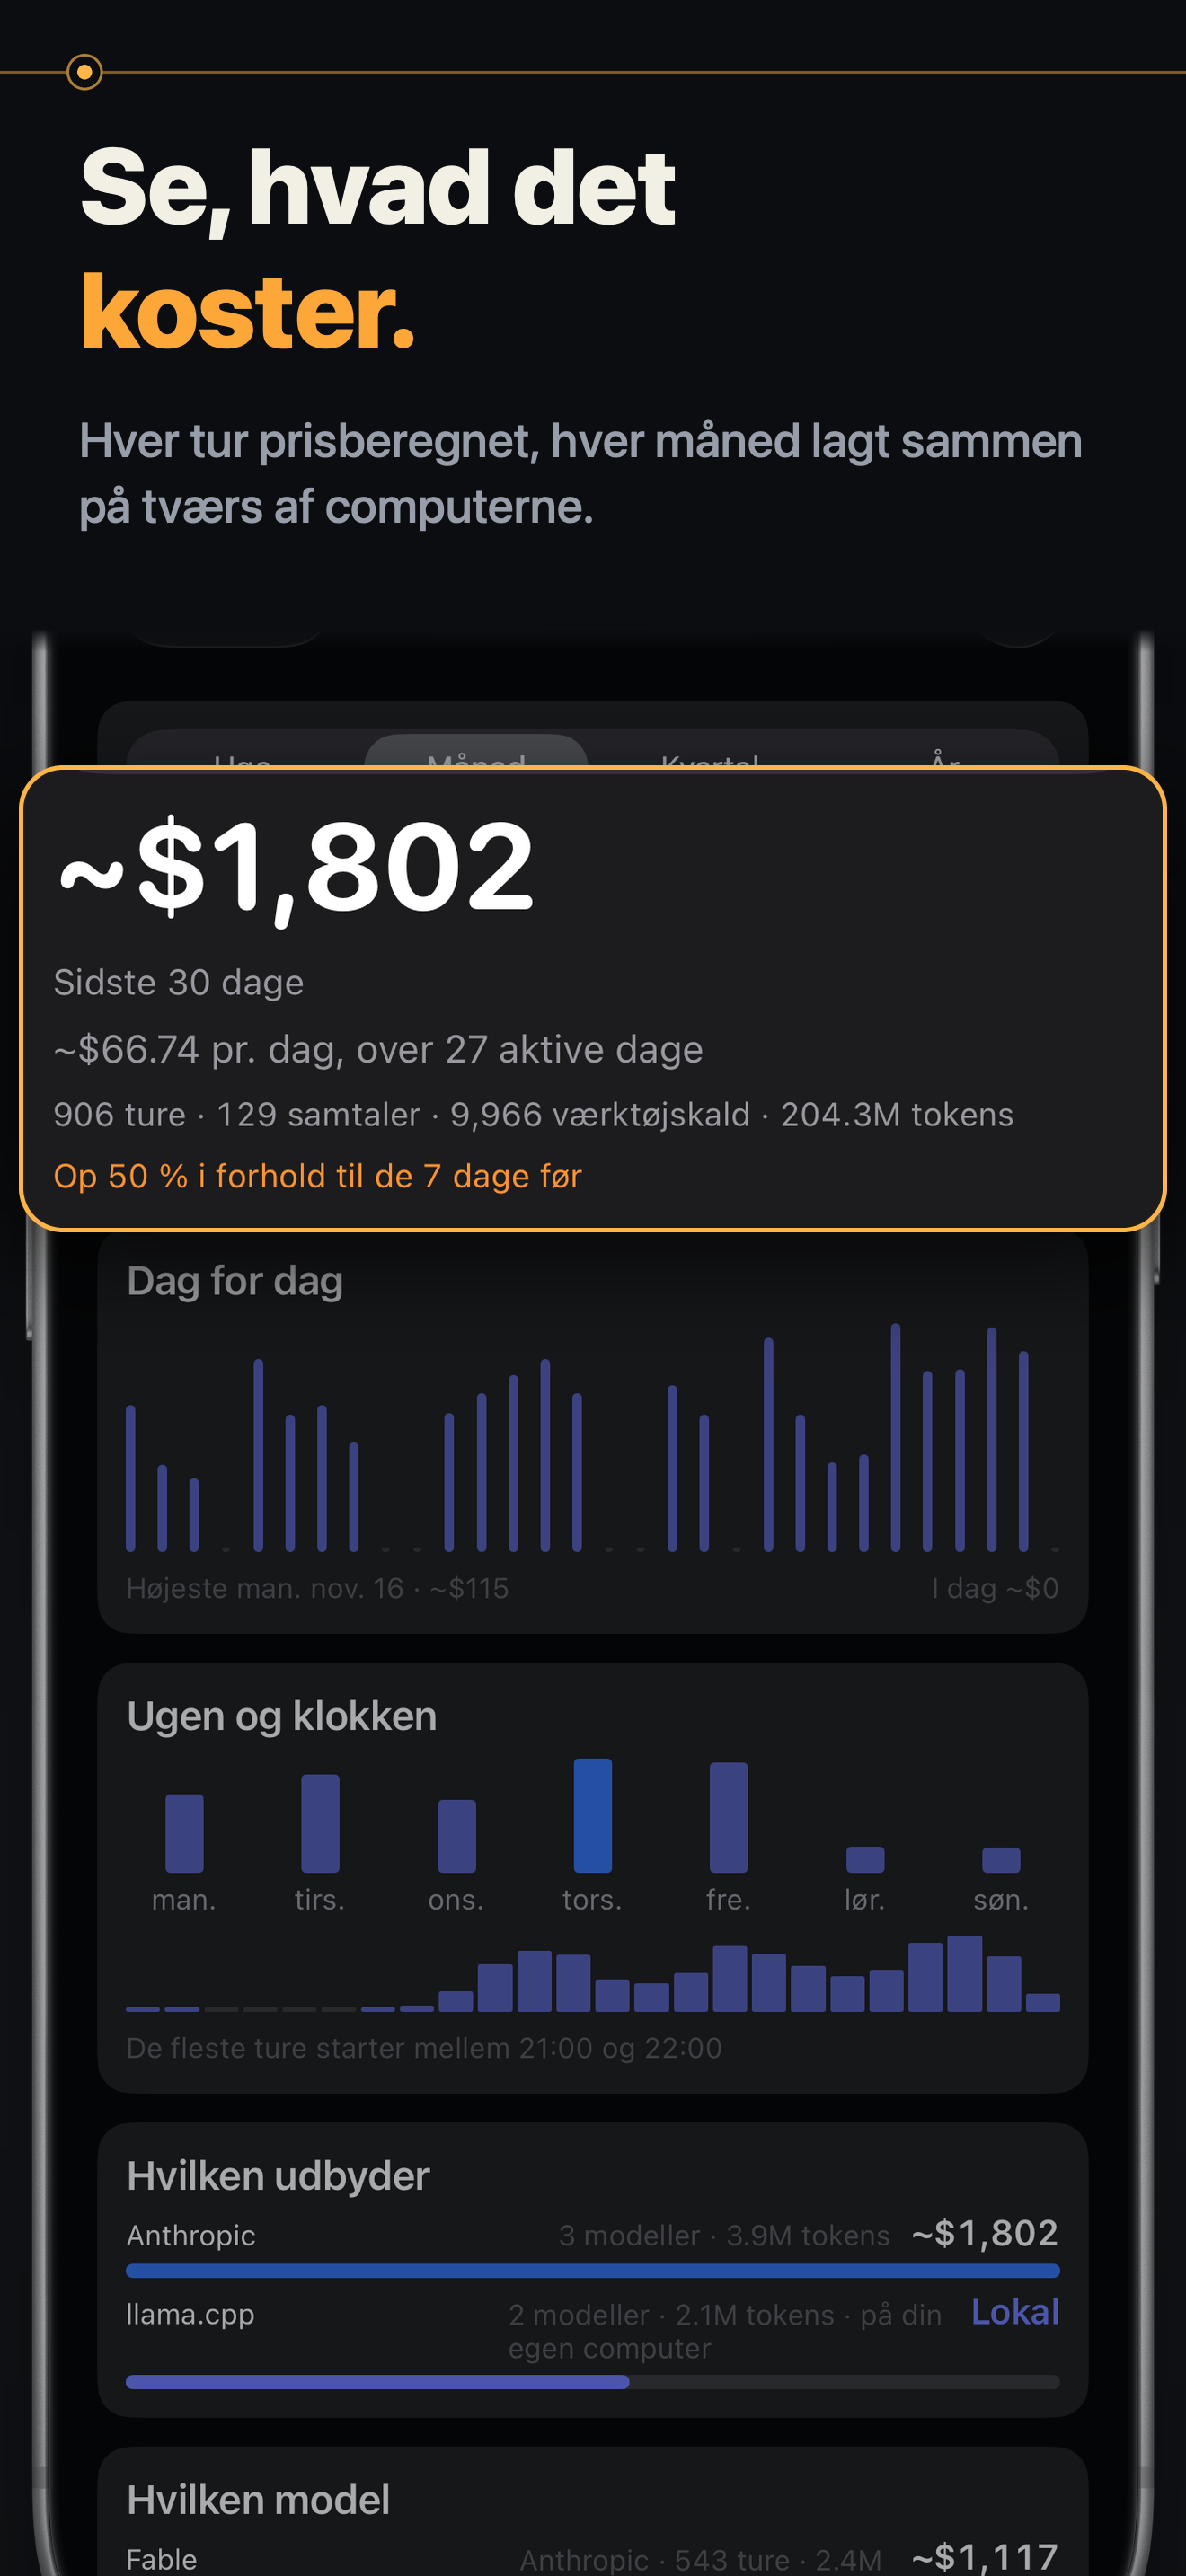 Se, hvad det
koster.
Hver tur prisberegnet, hver måned lagt sammen
på tværs af computerne.
Uge Måned Kvartal År
~$1,802
Sidste 30 dage
~$66.74 pr. dag, over 27 aktive dage
906 ture · 129 samtaler · 9,966 værktøjskald · 204.3M tokens
Op 50 % i forhold til de 7 dage før
Dag for dag
Højeste man. nov. 16 · ~$115 I dag ~$0
Ugen og klokken
man. tirs. ons. tors. fre. lør. søn.
De fleste ture starter mellem 21:00 og 22:00
Hvilken udbyder
Anthropic 3 modeller · 3.9M tokens ~$1,802
llama.cpp 2 modeller · 2.1M tokens · på din Lokal
egen computer
Hvilken model
Fable Anthropic · 543 ture · 2.4M ~$1,117